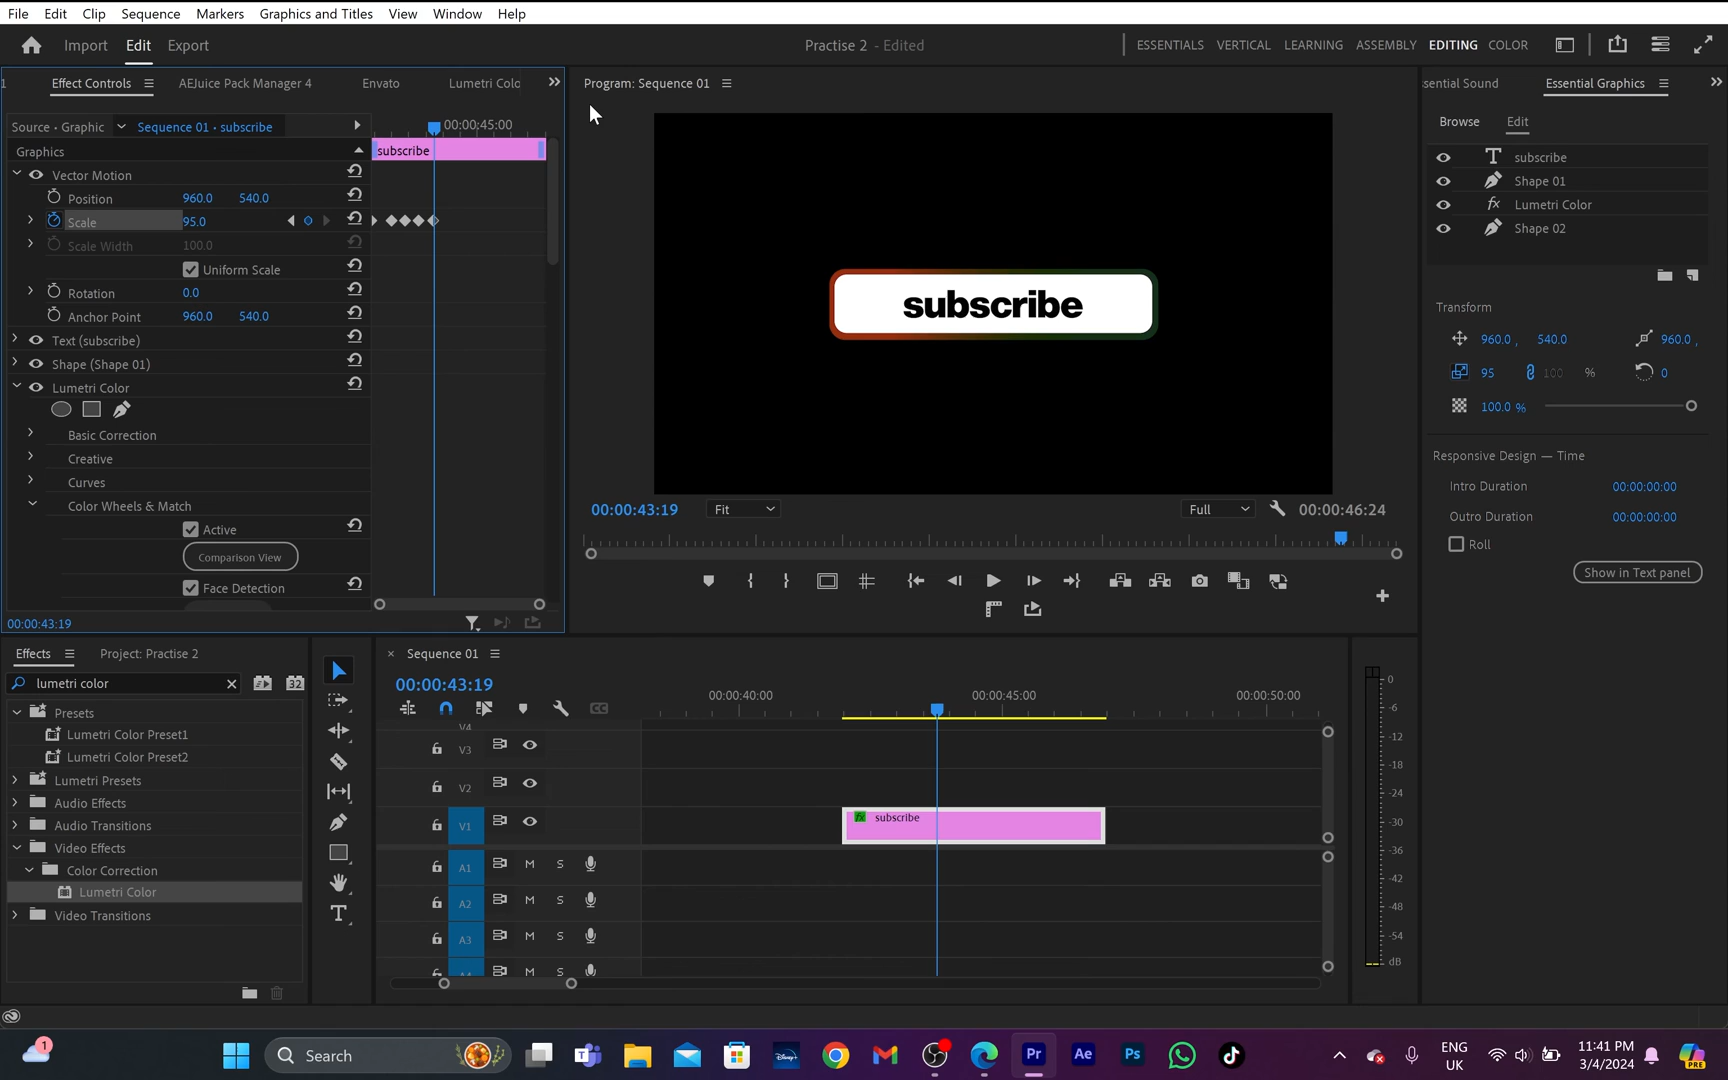 File Edit Clip Sequence Markers Graphics and Titles View Window Help
Import Edit Export Practise 2 - Edited ESSENTIALS VERTICAL LEARNING ASSEMBLY EDITING COLOR
1 Effect Controls AEJuice Pack Manager 4 Envato Lumetri Colo
Program: Sequence 01
ssential Sound Essential Graphics
Source • Graphic Sequence 01 • subscribe 00:00:45:00
Graphics subscribe
Vector Motion
Position 960.0 540.0
Scale 95.0
Scale Width 100.0
Uniform Scale
Rotation 0.0
Anchor Point 960.0 540.0
Text (subscribe)
Shape (Shape 01)
Lumetri Color
Basic Correction
Creative
Curves
Color Wheels & Match
Active
Comparison View
Face Detection
00:00:43:19
subscribe
00:00:43:19 Fit Full 00:00:46:24
Browse Edit
subscribe
Shape 01
Lumetri Color
Shape 02
Transform
960.0 , 540.0 960.0 ,
95 100 % 0
100.0 %
Responsive Design — Time
Intro Duration 00:00:00:00
Outro Duration 00:00:00:00
Roll
Show in Text panel
Effects Project: Practise 2
lumetri color 32
Presets
Lumetri Color Preset1
Lumetri Color Preset2
Lumetri Presets
Audio Effects
Audio Transitions
Video Effects
Color Correction
Lumetri Color
Video Transitions
× Sequence 01
00:00:43:19
00:00:40:00 00:00:45:00 00:00:50:00
V4
V3
V2
V1 fx subscribe
A1 M S
A2 M S
A3 M S
A4 M S
0
-6
-12
-18
-24
-30
-36
-42
-48
-54
dB
1 Search Pr Ae Ps
ENG
UK
11:41 PM
3/4/2024
PRE